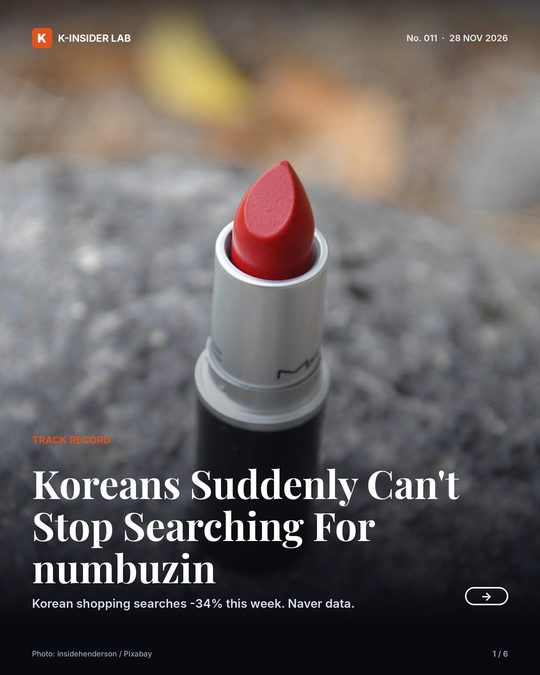 K K-INSIDER LAB
No. 011 · 28 NOV 2026
TRACK RECORD
Koreans Suddenly Can't
Stop Searching For
numbuzin
Korean shopping searches -34% this week. Naver data.
Photo: insidehenderson / Pixabay
1 / 6